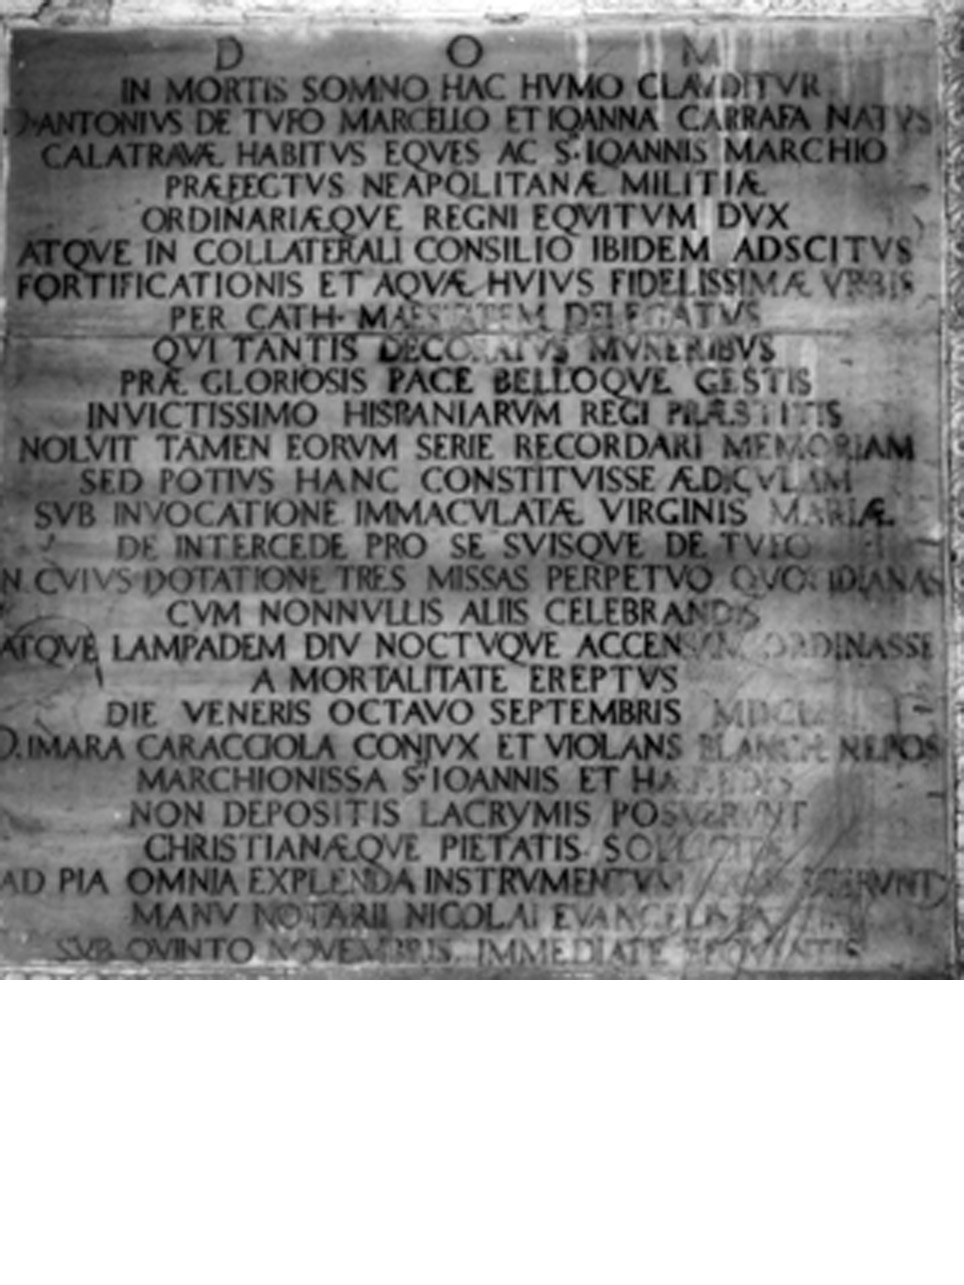 D O M
IN MORTIS SOMNO HAC HVMO CLAVDITVR
D·ANTONIVS DE TVFO MARCELLO ET IOANNA CARRAFA NATVS
CALATRAVÆ HABITVS EQVES AC S·IOANNIS MARCHIO
PRÆFECTVS NEAPOLITANÆ MILITIÆ
ORDINARIÆQVE REGNI EQVITVM DVX
ATQVE IN COLLATERALI CONSILIO IBIDEM ADSCITVS
FORTIFICATIONIS ET AQVÆ HVIVS FIDELISSIMÆ VRBIS
PER CATH· MAESTATEM DELEGATVS
QVI TANTIS DECORATVS MVNERIBVS
PRÆ GLORIOSIS PACE BELLOQVE GESTIS
INVICTISSIMO HISPANIARVM REGI PRÆSTITIS
NOLVIT TAMEN EORVM SERIE RECORDARI MEMORIAM
SED POTIVS HANC CONSTITVISSE ÆDICVLAM
SVB INVOCATIONE IMMACVLATÆ VIRGINIS MARIÆ
DE INTERCEDE PRO SE SVISQVE DE TVFO
IN CVIVS DOTATIONE TRES MISSAS PERPETVO QVOTIDIANAS
CVM NONNVLLIS ALIIS CELEBRANDIS
ATQVE LAMPADEM DIV NOCTVQVE ACCENSAM ORDINASSE
A MORTALITATE EREPTVS
DIE VENERIS OCTAVO SEPTEMBRIS
D.IMARA CARACCIOLA CONJVX ET VIOLANS BLANCH NEPOS
MARCHIONISSA S·IOANNIS ET HAEREDES
NON DEPOSITIS LACRYMIS POSVERVNT
CHRISTIANÆQVE PIETATIS
AD PIA OMNIA EXPLENDA INSTRVMENTVM
MANV NOTARII NICOLAI EVANGELISTA
SVB QVINTO NOVEMBRIS IMMEDIATE